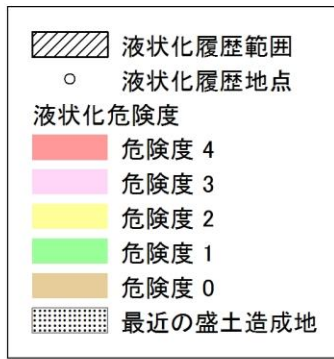 液状化履歴範囲
液状化履歴地点
液状化危険度
危険度 4
危険度 3
危険度 2
危険度 1
危険度 0
最近の盛土造成地